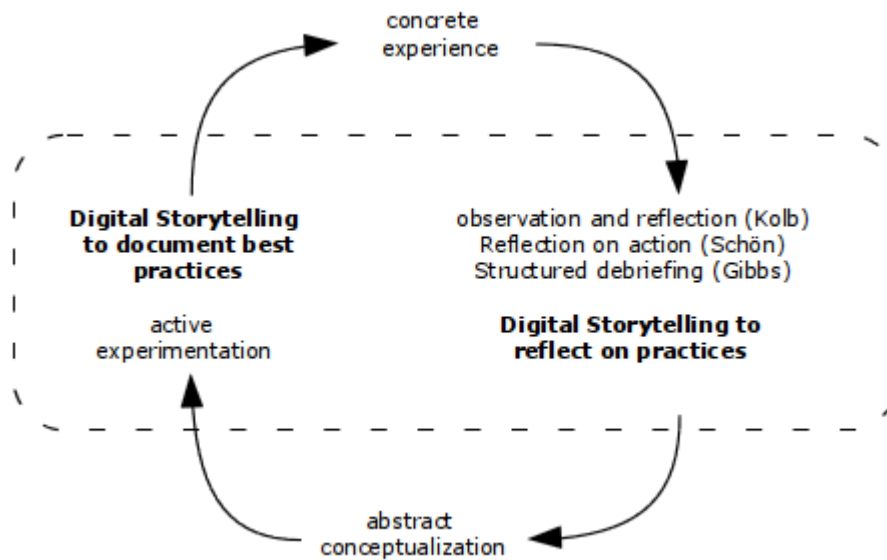 concrete
experience
Digital Storytelling
to document best
practices
active
experimentation
observation and reflection (Kolb)
Reflection on action (Schön)
Structured debriefing (Gibbs)
Digital Storytelling to
reflect on practices
abstract
conceptualization